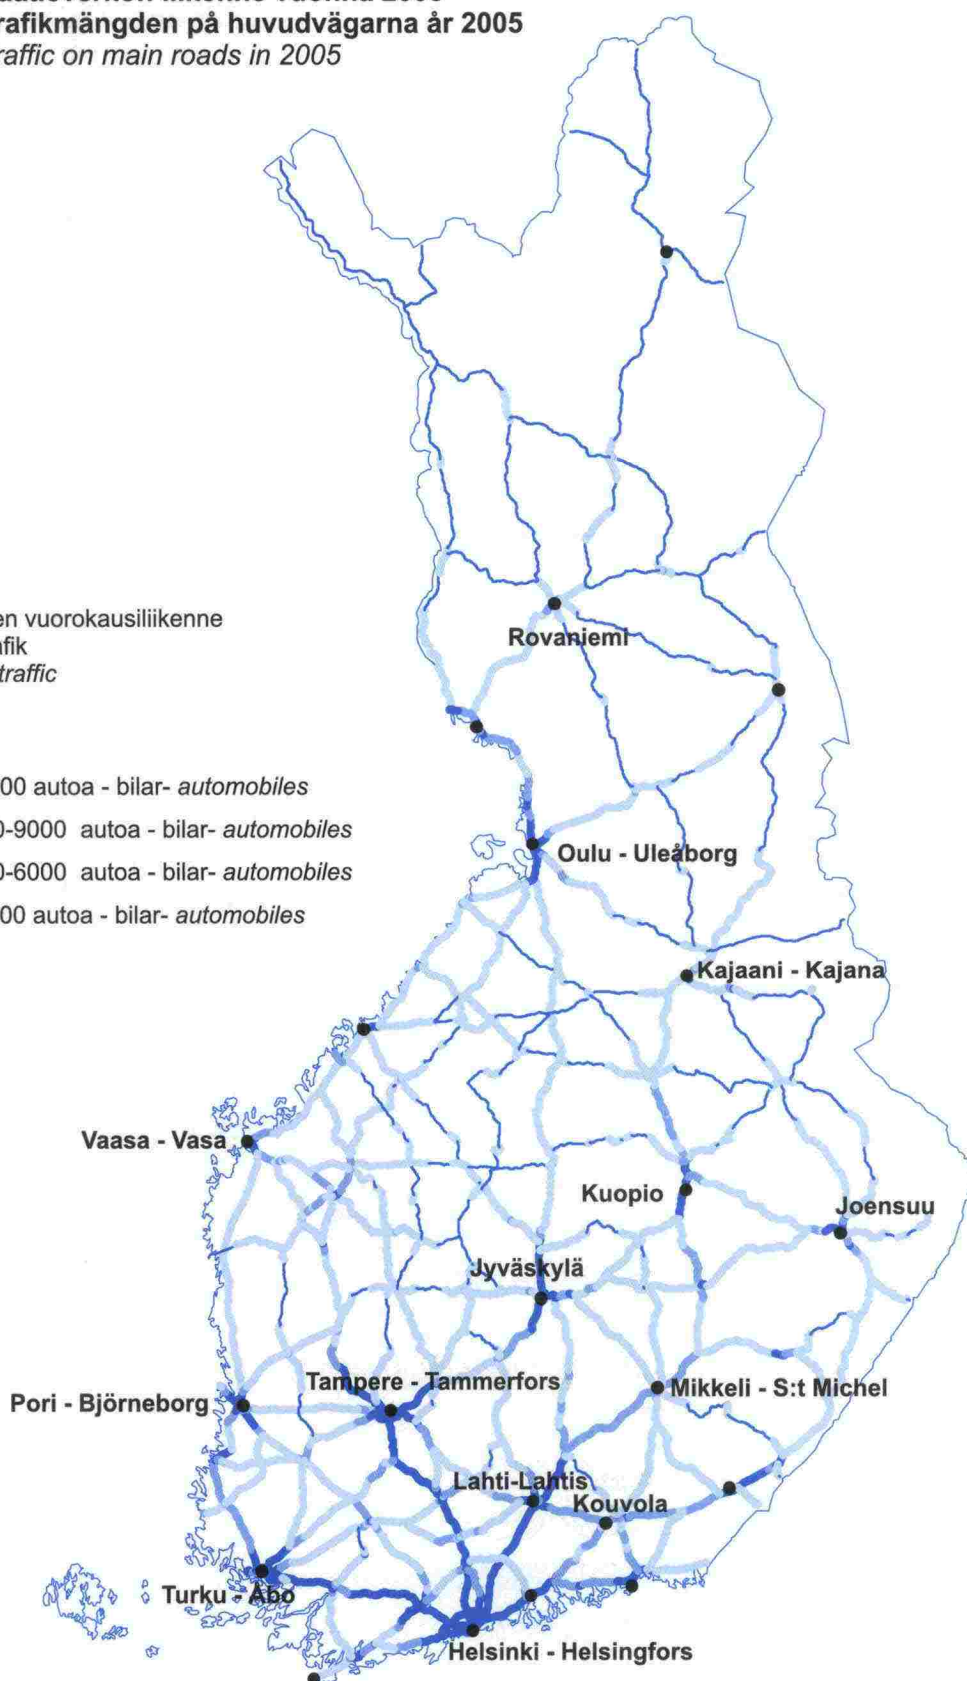 rafikmängden på huvudvägarna år 2005
raffic on main roads in 2005
en vuorokausiliikenne
afik
traffic
00 autoa - bilar- automobiles
0-9000 autoa - bilar- automobiles
0-6000 autoa - bilar- automobiles
00 autoa - bilar- automobiles
Rovaniemi
Oulu - Uleåborg
Kajaani - Kajana
Vaasa - Vasa
Kuopio
Joensuu
Jyväskylä
Tampere - Tammerfors
Mikkeli - S:t Michel
Pori - Björneborg
Lahti-Lahtis
Kouvola
Turku - Åbo
Helsinki - Helsingfors